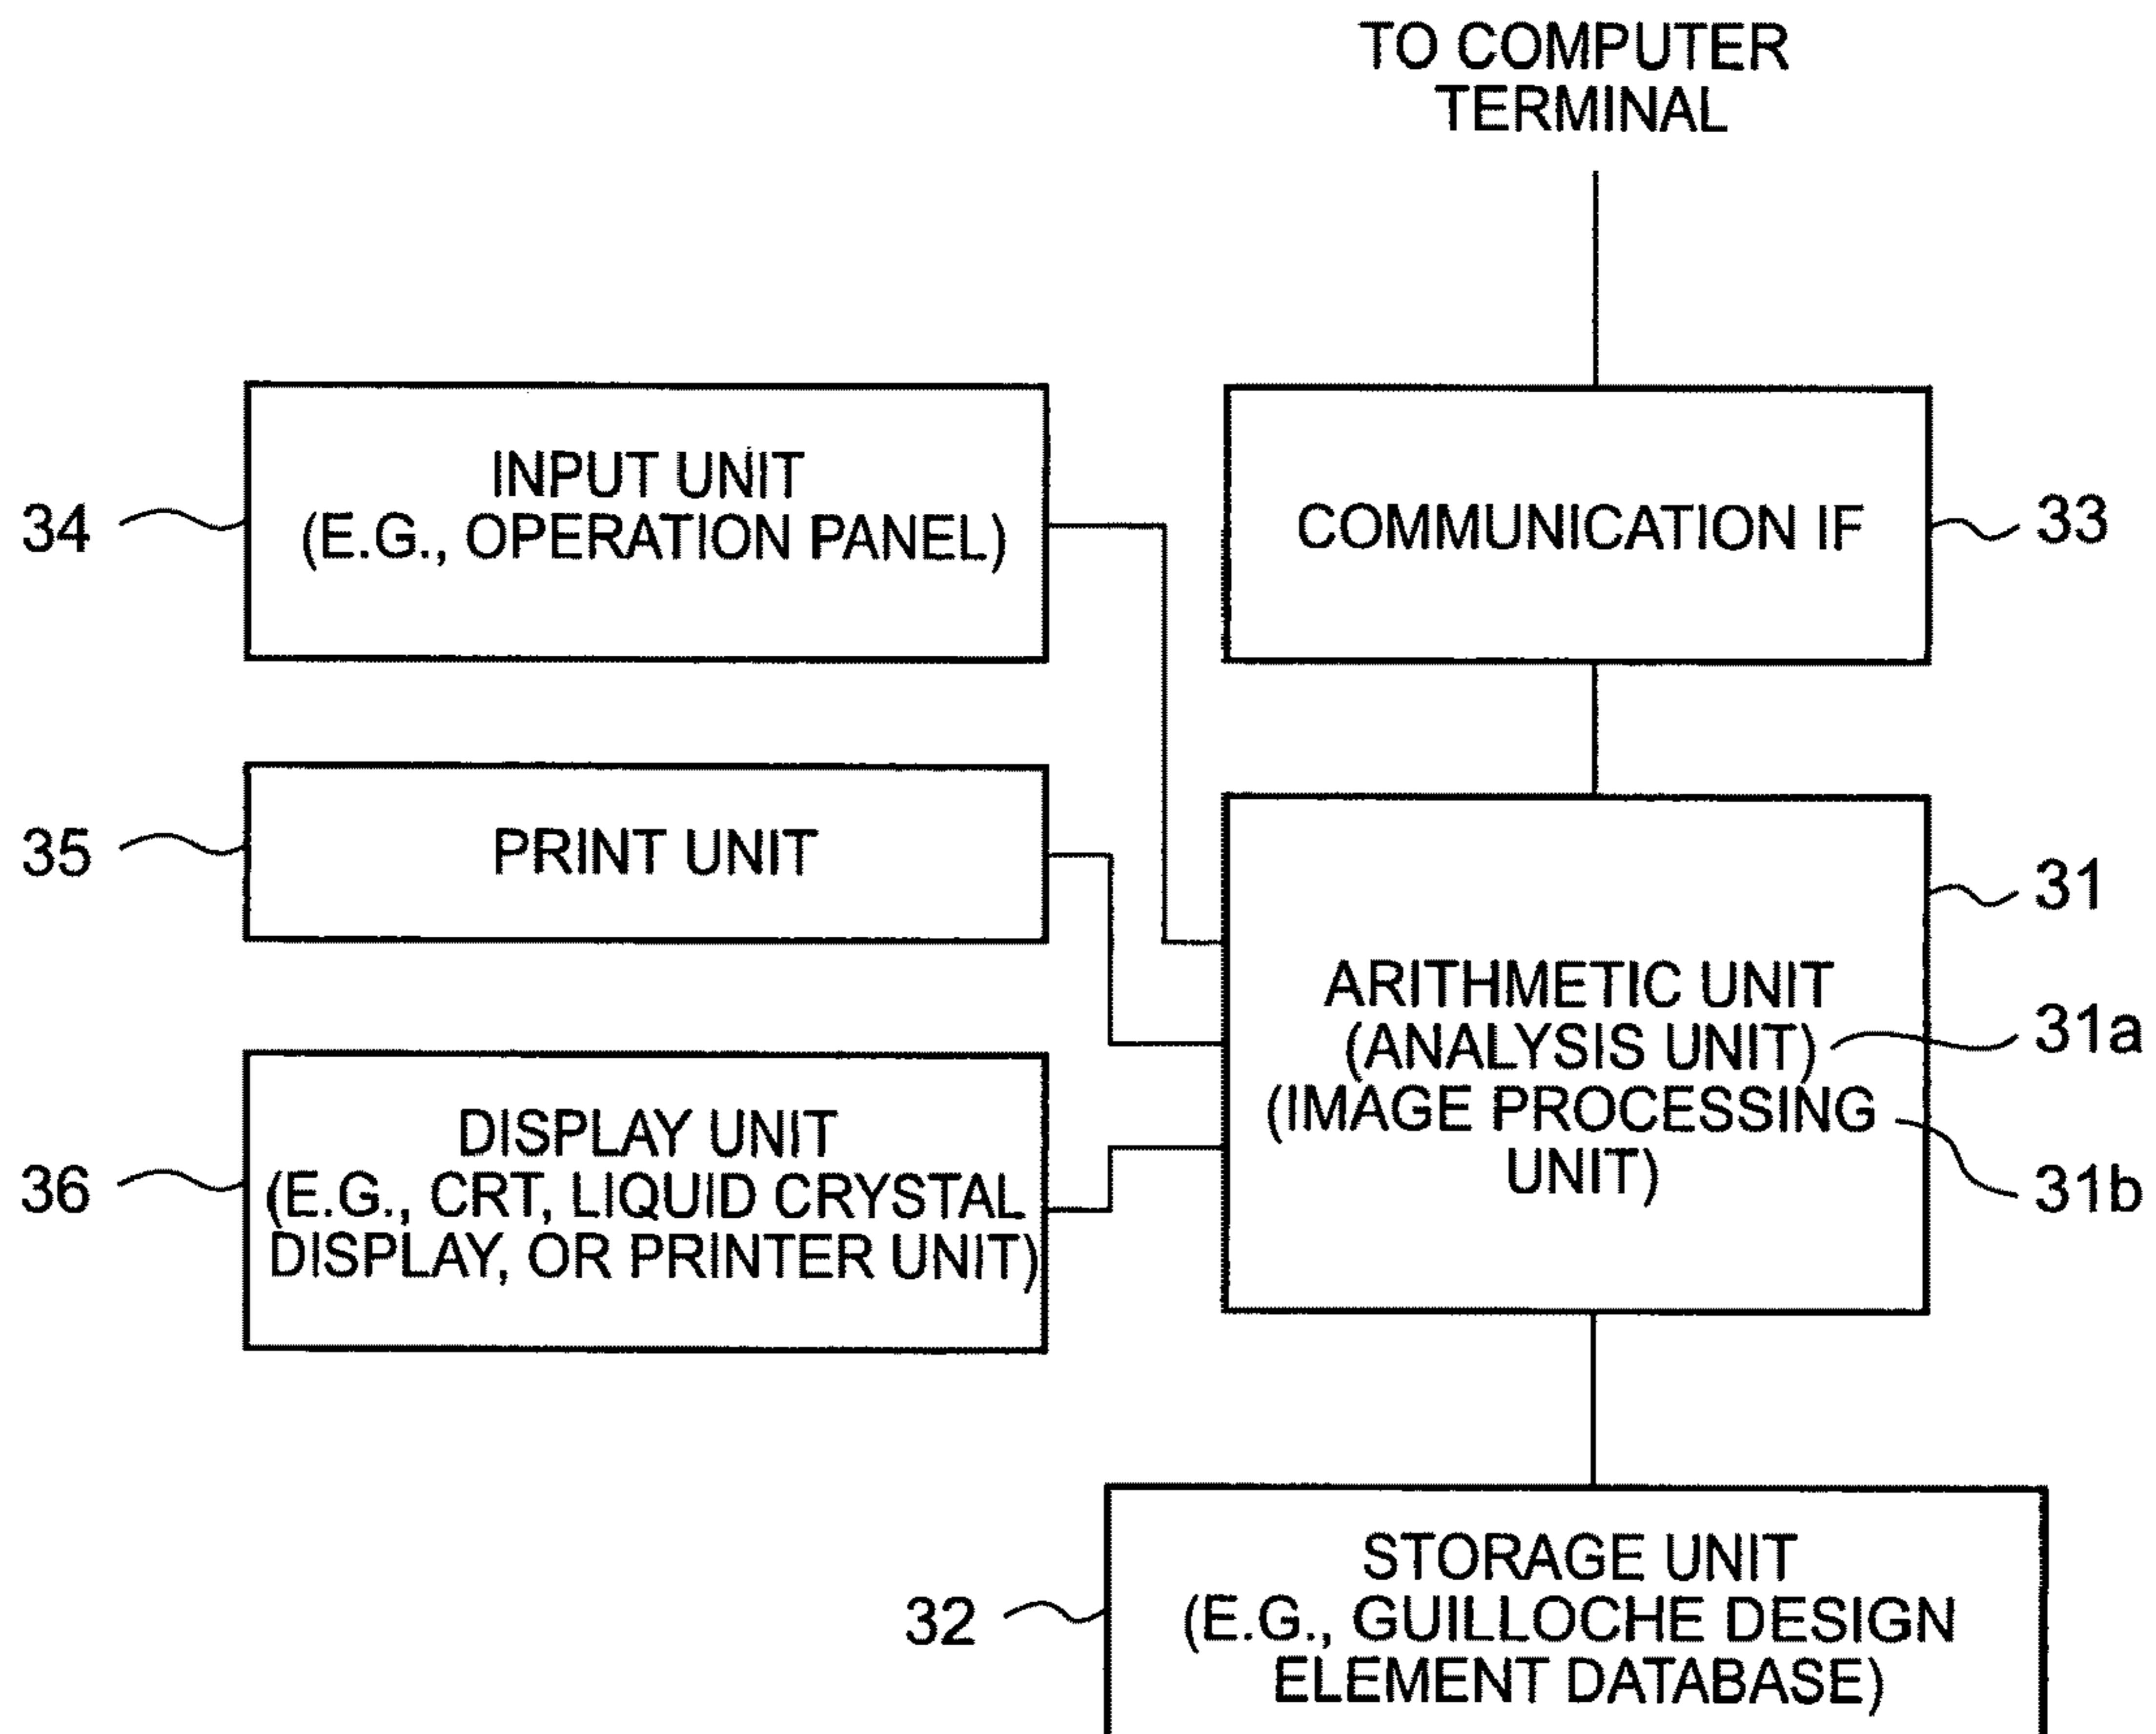 TO COMPUTER
TERMINAL
34
INPUT UNIT
(E.G., OPERATION PANEL)
COMMUNICATION IF
33
35
PRINT UNIT
31
ARITHMETIC UNIT
(ANALYSIS UNIT)
31a
(IMAGE PROCESSING
UNIT)
31b
36
DISPLAY UNIT
(E.G., CRT, LIQUID CRYSTAL
DISPLAY, OR PRINTER UNIT)
32
STORAGE UNIT
(E.G., GUILLOCHE DESIGN
ELEMENT DATABASE)